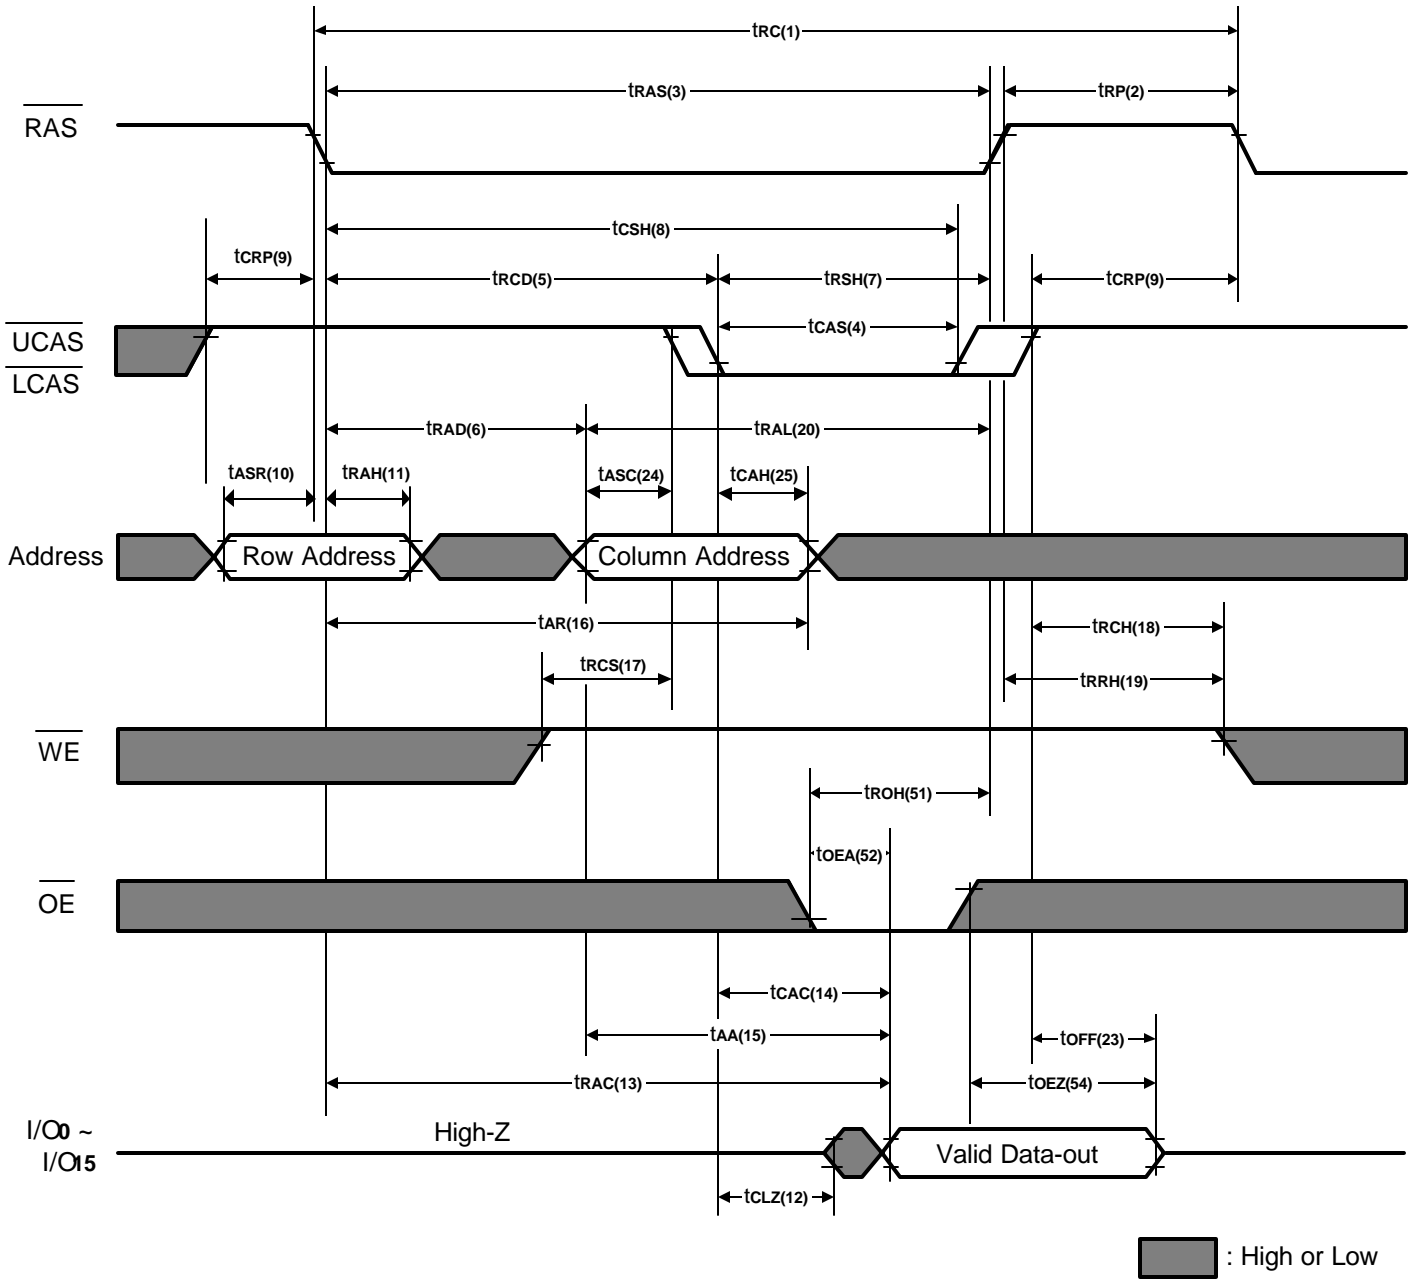 tRC(1)
tRAS(3)
tRP(2)
RAS
tCSH(8)
tCRP(9)
tRCD(5)
tRSH(7)
tCRP(9)
tCAS(4)
UCAS
LCAS
tRAD(6)
tRAL(20)
tASR(10)
tRAH(11)
tASC(24)
tCAH(25)
Address
Row Address
Column Address
tAR(16)
tRCH(18)
tRCS(17)
tRRH(19)
WE
tROH(51)
tOEA(52)
OE
tCAC(14)
tAA(15)
tOFF(23)
tRAC(13)
tOEZ(54)
I/O0 ~
I/O15
High-Z
Valid Data-out
tCLZ(12)
: High or Low